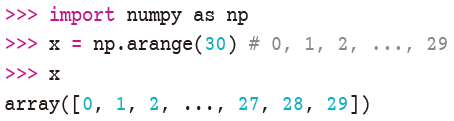 >>> import numpy as np
>>> x = np.arange(30) # 0, 1, 2, ..., 29
>>> x
array([0, 1, 2, ..., 27, 28, 29])